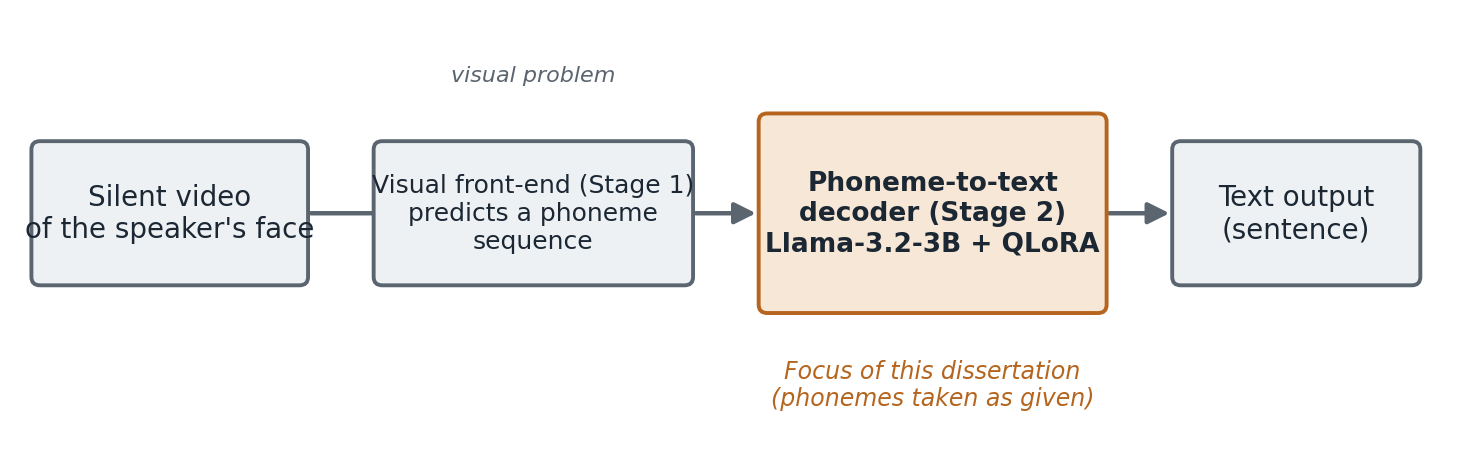 visual problem
Silent video
of the speaker's face
Visual front-end (Stage 1)
predicts a phoneme
sequence
Phoneme-to-text
decoder (Stage 2)
Llama-3.2-3B + QLoRA
Text output
(sentence)
Focus of this dissertation
(phonemes taken as given)